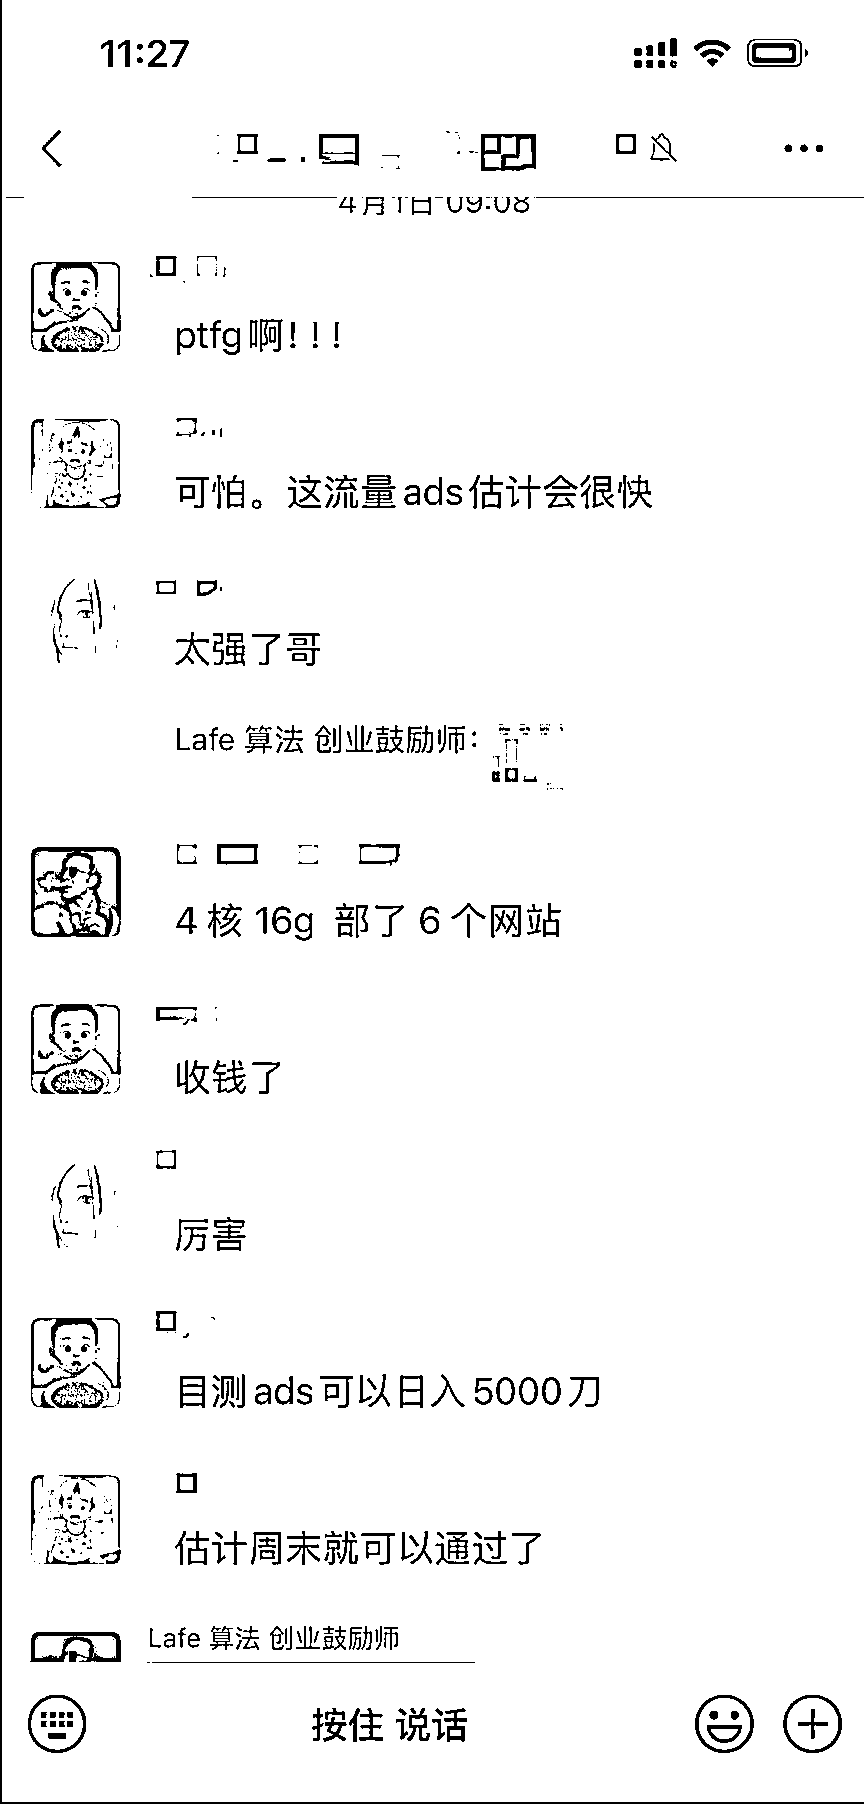 11:27
4月1日 09:08
ptfg啊！！！
可怕。这流量ads估计会很快
太强了哥
Lafe 算法 创业鼓励师：
4核 16g 部了 6个网站
收钱了
厉害
目测ads可以日入5000刀
估计周末就可以通过了
Lafe 算法 创业鼓励师
按住 说话